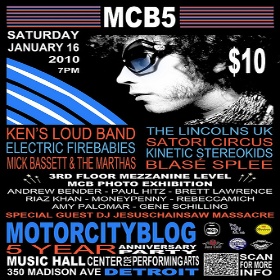 MCB5
SATURDAY
JANUARY 16
2010
7PM
$10
KEN'S LOUD BAND
ELECTRIC FIREBABIES
MICK BASSETT & THE MARTHAS
THE LINCOLNS UK
SATORI CIRCUS
KINETIC STEREOKIDS
BLASÉ SPLEE
3RD FLOOR MEZZANINE LEVEL
MCB PHOTO EXHIBITION
ANDREW BENDER - PAUL HITZ - BRETT LAWRENCE
RIAZ KHAN - MONEYPENNY - REBECCAMICH
AMY PALOMAR - GENE SCHILLING
SPECIAL GUEST DJ JESUSCHAINSAW MASSACRE
MOTORCITYBLOG
5 YEAR ANNIVERSARY PARTY
MUSIC HALL CENTER FOR THE PERFORMING ARTS
350 MADISON AVE DETROIT
SCAN
FOR MORE
INFO